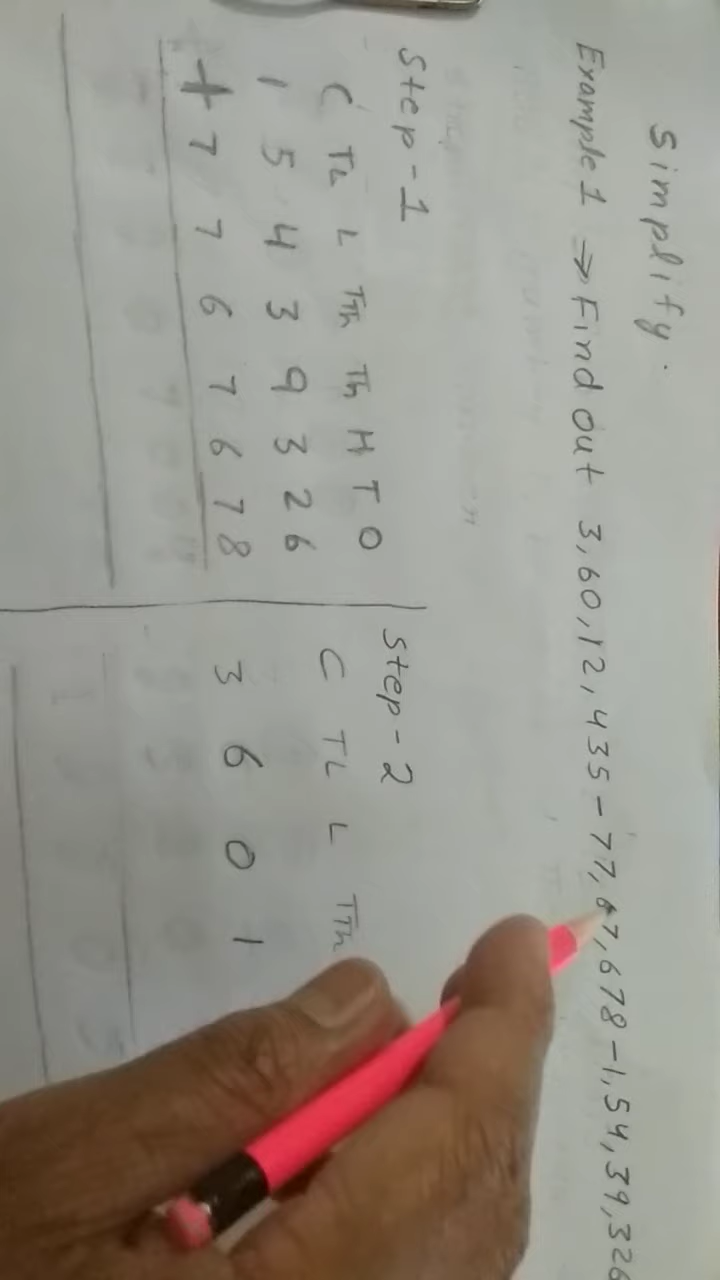 Simplify.
Example 1 ⇒ Find out 3,60,12,435 - 77,67,678 - 1,54,39,326
Step-1
C TL L Tth Th H T O
1 5 4 3 9 3 2 6
+ 7 7 6 7 6 7 8
Step-2
C TL L TTh
3 6 0 1